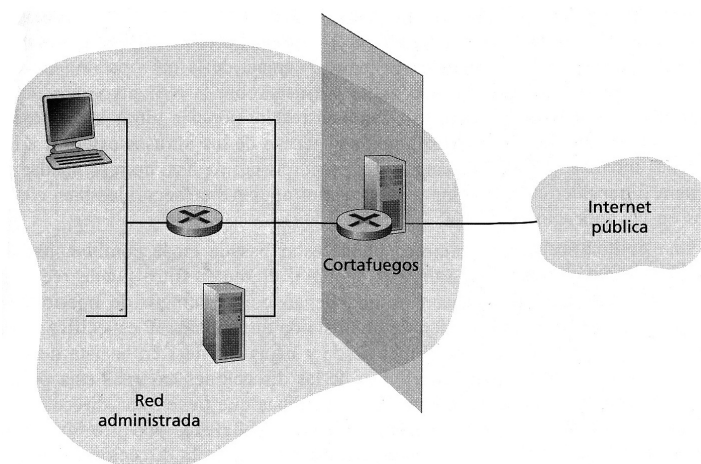 Internet
pública
Cortafuegos
Red
administrada